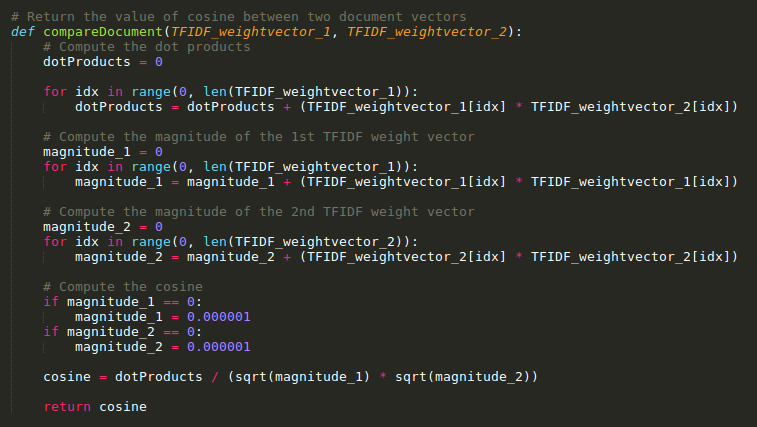 # Return the value of cosine between two document vectors
def compareDocument(TFIDF_weightvector_1, TFIDF_weightvector_2):
    # Compute the dot products
    dotProducts = 0

    for idx in range(0, len(TFIDF_weightvector_1)):
        dotProducts = dotProducts + (TFIDF_weightvector_1[idx] * TFIDF_weightvector_2[idx])

    # Compute the magnitude of the 1st TFIDF weight vector
    magnitude_1 = 0
    for idx in range(0, len(TFIDF_weightvector_1)):
        magnitude_1 = magnitude_1 + (TFIDF_weightvector_1[idx] * TFIDF_weightvector_1[idx])

    # Compute the magnitude of the 2nd TFIDF weight vector
    magnitude_2 = 0
    for idx in range(0, len(TFIDF_weightvector_2)):
        magnitude_2 = magnitude_2 + (TFIDF_weightvector_2[idx] * TFIDF_weightvector_2[idx])

    # Compute the cosine
    if magnitude_1 == 0:
        magnitude_1 = 0.000001
    if magnitude_2 == 0:
        magnitude_2 = 0.000001

    cosine = dotProducts / (sqrt(magnitude_1) * sqrt(magnitude_2))

    return cosine